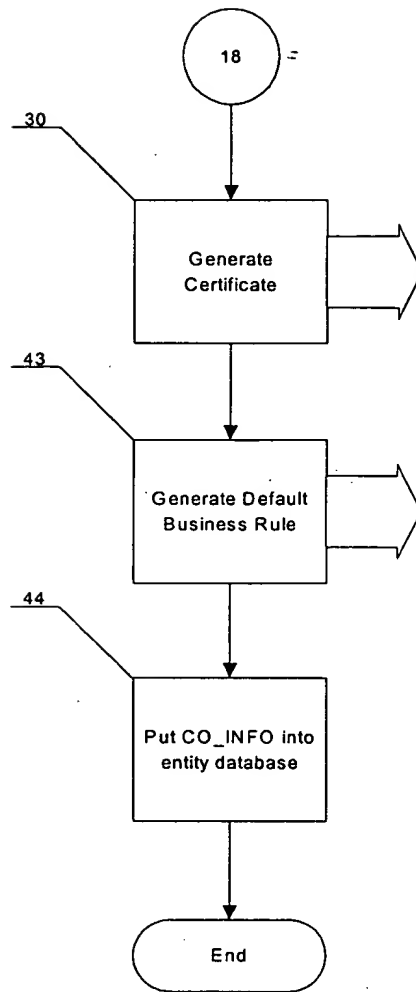 18
30
Generate
Certificate
43
Generate Default
Business Rule
44
Put CO_INFO into
entity database
End